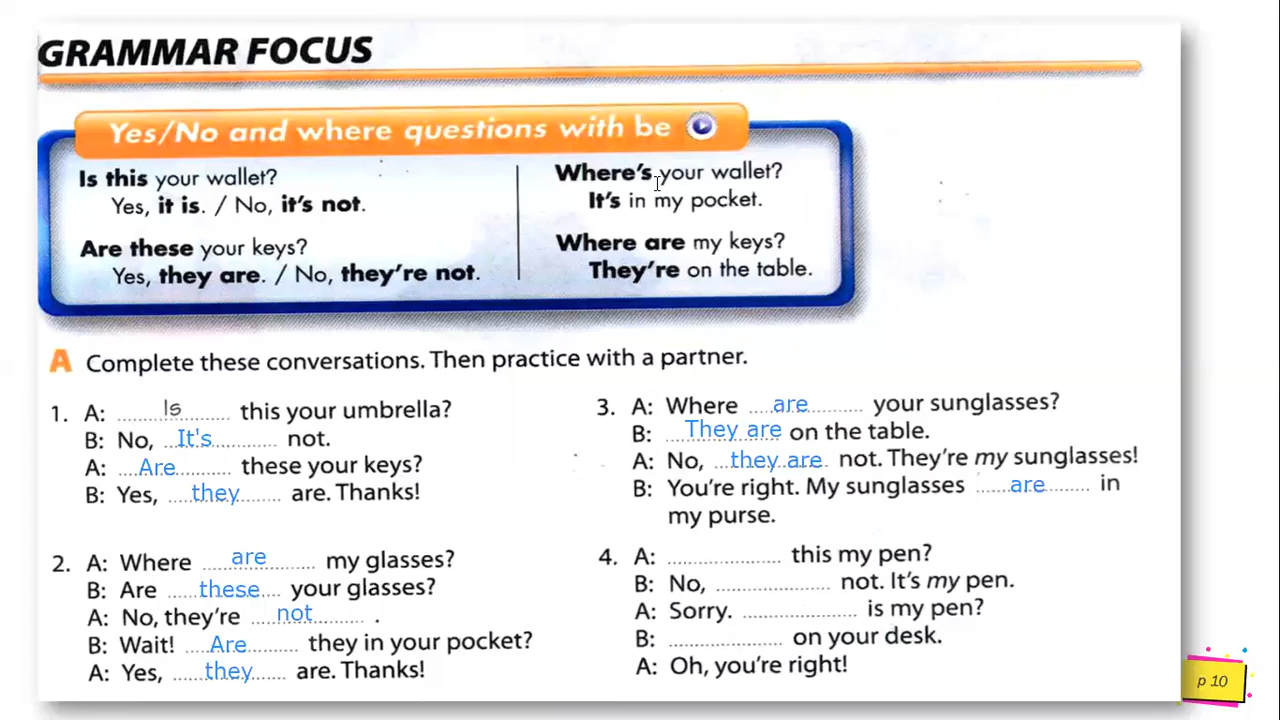 GRAMMAR FOCUS
Yes/No and where questions with be
Is this your wallet?
Yes, it is. / No, it's not.
Are these your keys?
Yes, they are. / No, they're not.
Where's your wallet?
It's in my pocket.
Where are my keys?
They're on the table.
A Complete these conversations. Then practice with a partner.
1. A: Is this your umbrella?
B: No, It's not.
A: Are these your keys?
B: Yes, they are. Thanks!
2. A: Where are my glasses?
B: Are these your glasses?
A: No, they're not .
B: Wait! Are they in your pocket?
A: Yes, they are. Thanks!
3. A: Where are your sunglasses?
B: They are on the table.
A: No, they are not. They're my sunglasses!
B: You're right. My sunglasses are in
my purse.
4. A: .................... this my pen?
B: No, .................... not. It's my pen.
A: Sorry. .................... is my pen?
B: .................... on your desk.
A: Oh, you're right!
p 10